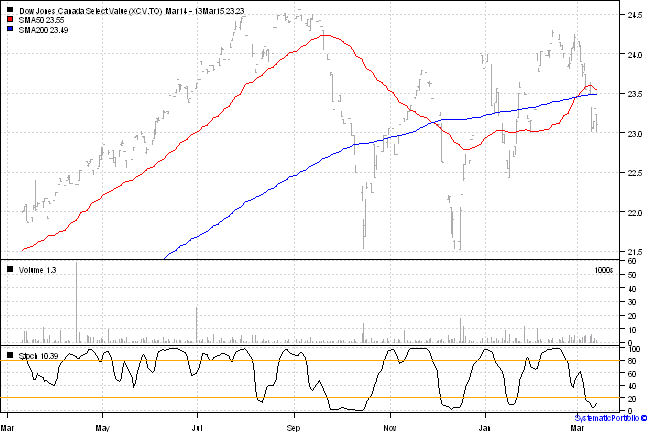 Dow Jones Canada Select Value (XCV.TO) Mar14 - 13Mar15 23.23
SMA50 23.55
SMA200 23.49
24.5
24.0
23.5
23.0
22.5
22.0
21.5
Volume 1.3
1000s
60
50
40
30
20
10
0
Stoch 10.39
100
80
60
40
20
0
Mar
May
Jul
Sep
Nov
Jan
Mar
SystematicPortfolio ©